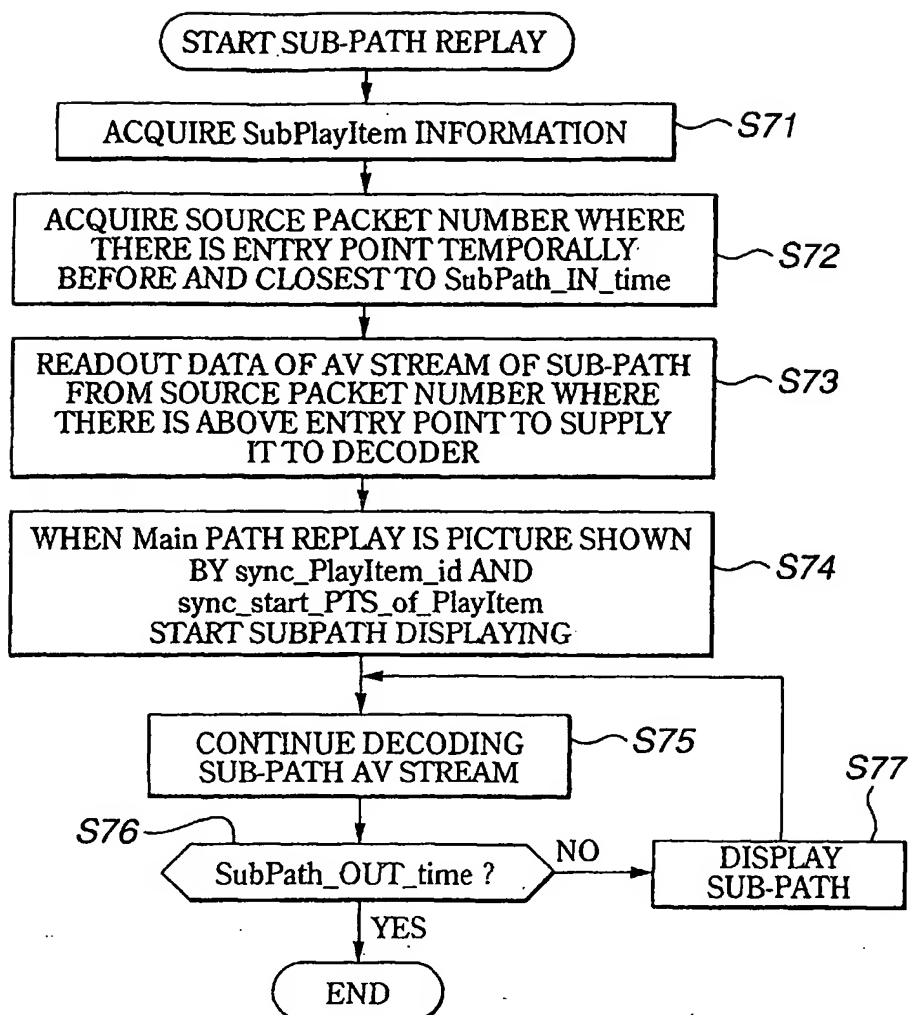 START SUB-PATH REPLAY
ACQUIRE SubPlayItem INFORMATION
S71
ACQUIRE SOURCE PACKET NUMBER WHERE
THERE IS ENTRY POINT TEMPORALLY
BEFORE AND CLOSEST TO SubPath_IN_time
S72
READOUT DATA OF AV STREAM OF SUB-PATH
FROM SOURCE PACKET NUMBER WHERE
THERE IS ABOVE ENTRY POINT TO SUPPLY
IT TO DECODER
S73
WHEN Main PATH REPLAY IS PICTURE SHOWN
BY sync_PlayItem_id AND
sync_start_PTS_of_PlayItem
START SUBPATH DISPLAYING
S74
CONTINUE DECODING
SUB-PATH AV STREAM
S75
S76
SubPath_OUT_time ?
NO
DISPLAY
SUB-PATH
S77
YES
END